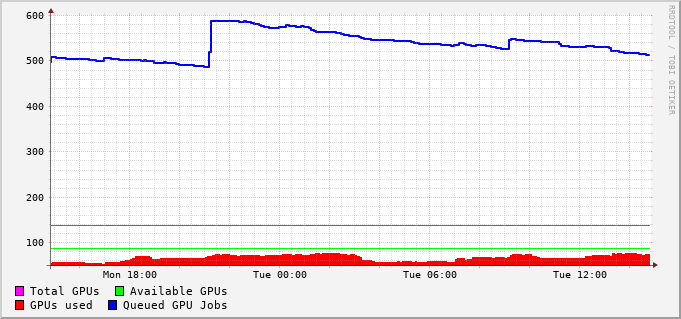 600
500
400
300
200
100
Mon 18:00 Tue 00:00 Tue 06:00 Tue 12:00
Total GPUs Available GPUs
GPUs used Queued GPU Jobs
RRDTOOL / TOBI OETIKER